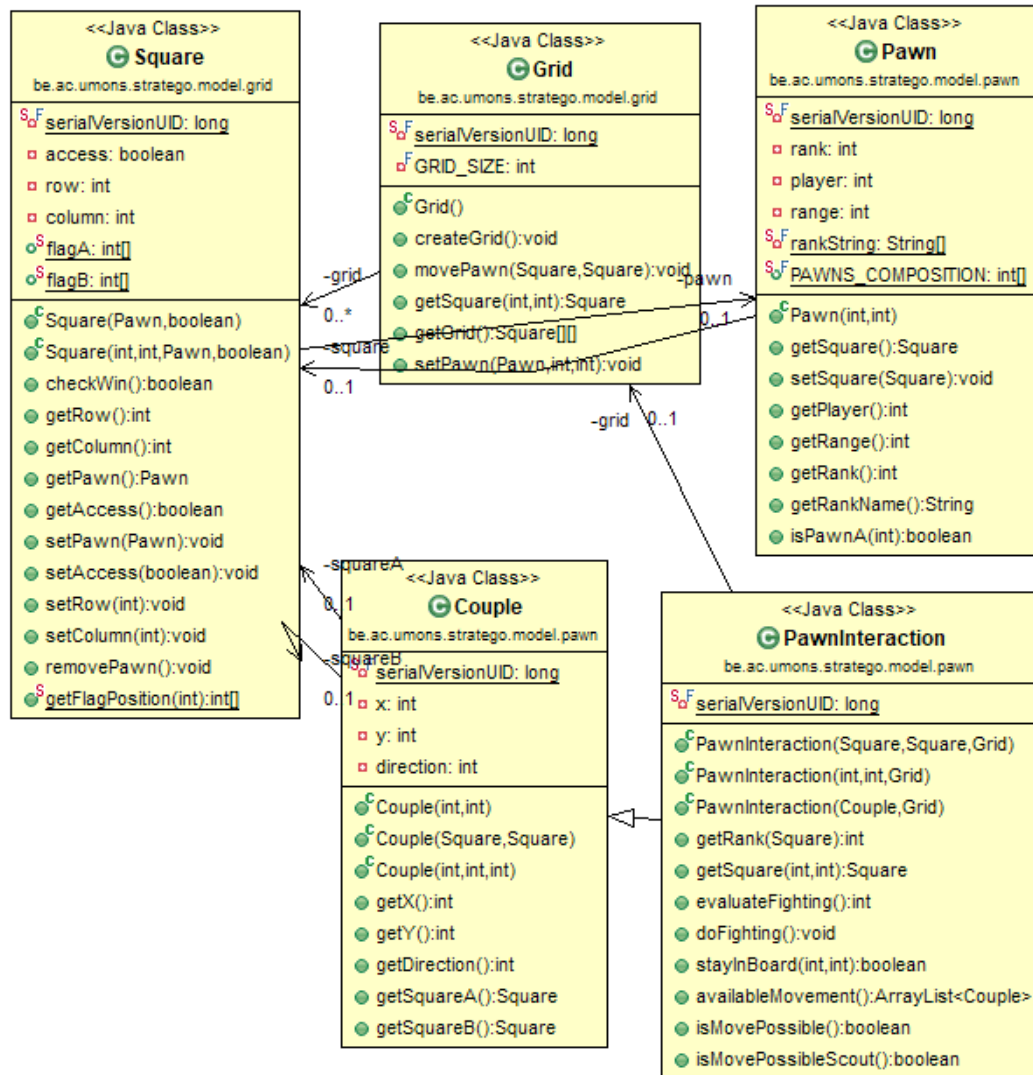 <<Java Class>>
Square
be.ac.umons.stratego.model.grid
serialVersionUID: long
access: boolean
row: int
column: int
flagA: int[]
flagB: int[]
Square(Pawn,boolean)
Square(int,int,Pawn,boolean)
checkWin():boolean
getRow():int
getColumn():int
getPawn():Pawn
getAccess():boolean
setPawn(Pawn):void
setAccess(boolean):void
setRow(int):void
setColumn(int):void
removePawn():void
getFlagPosition(int):int[]
<<Java Class>>
Grid
be.ac.umons.stratego.model.grid
serialVersionUID: long
GRID_SIZE: int
Grid()
createGrid():void
movePawn(Square,Square):void
getSquare(int,int):Square
getGrid():Square[][]
setPawn(Pawn,int,int):void
<<Java Class>>
Pawn
be.ac.umons.stratego.model.pawn
serialVersionUID: long
rank: int
player: int
range: int
rankString: String[]
PAWNS_COMPOSITION: int[]
Pawn(int,int)
getSquare():Square
setSquare(Square):void
getPlayer():int
getRange():int
getRank():int
getRankName():String
isPawnA(int):boolean
-grid
0..*
-pawn
0..1
-square
0..1
-grid
0..1
-squareA
0..1
-squareB
0..1
<<Java Class>>
Couple
be.ac.umons.stratego.model.pawn
serialVersionUID: long
x: int
y: int
direction: int
Couple(int,int)
Couple(Square,Square)
Couple(int,int,int)
getX():int
getY():int
getDirection():int
getSquareA():Square
getSquareB():Square
<<Java Class>>
PawnInteraction
be.ac.umons.stratego.model.pawn
serialVersionUID: long
PawnInteraction(Square,Square,Grid)
PawnInteraction(int,int,Grid)
PawnInteraction(Couple,Grid)
getRank(Square):int
getSquare(int,int):Square
evaluateFighting():int
doFighting():void
stayInBoard(int,int):boolean
availableMovement():ArrayList<Couple>
isMovePossible():boolean
isMovePossibleScout():boolean